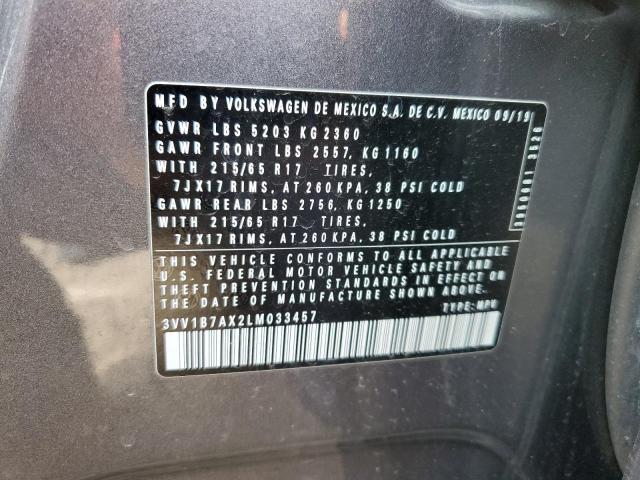 MFD BY VOLKSWAGEN DE MEXICO S.A. DE C.V. MEXICO 09/19
GVWR LBS 5203 KG 2360
GAWR FRONT LBS 2557, KG 1160
WITH 215/65 R17 TIRES,
7JX17 RIMS, AT 260 KPA, 38 PSI COLD
GAWR REAR LBS 2756, KG 1250
WITH 215/65 R17 TIRES,
7JX17 RIMS, AT 260 KPA, 38 PSI COLD
THIS VEHICLE CONFORMS TO ALL APPLICABLE
U.S. FEDERAL MOTOR VEHICLE SAFETY AND
THEFT PREVENTION STANDARDS IN EFFECT ON
THE DATE OF MANUFACTURE SHOWN ABOVE.
3VV1B7AX2LM033457 TYPE:MPV